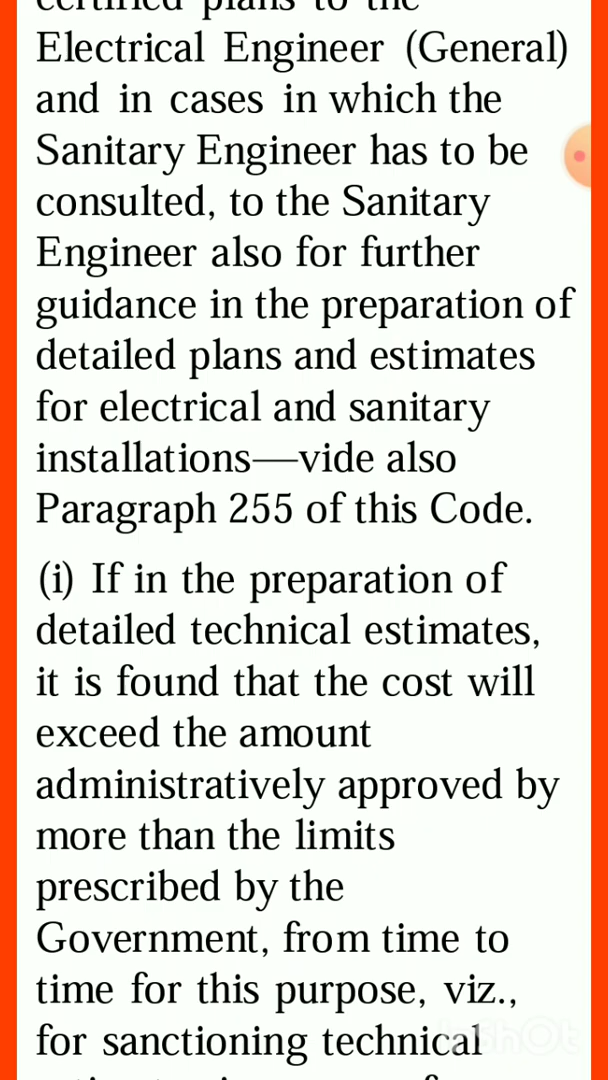 certified plans to the
Electrical Engineer (General)
and in cases in which the
Sanitary Engineer has to be
consulted, to the Sanitary
Engineer also for further
guidance in the preparation of
detailed plans and estimates
for electrical and sanitary
installations—vide also
Paragraph 255 of this Code.
(i) If in the preparation of
detailed technical estimates,
it is found that the cost will
exceed the amount
administratively approved by
more than the limits
prescribed by the
Government, from time to
time for this purpose, viz.,
for sanctioning technical